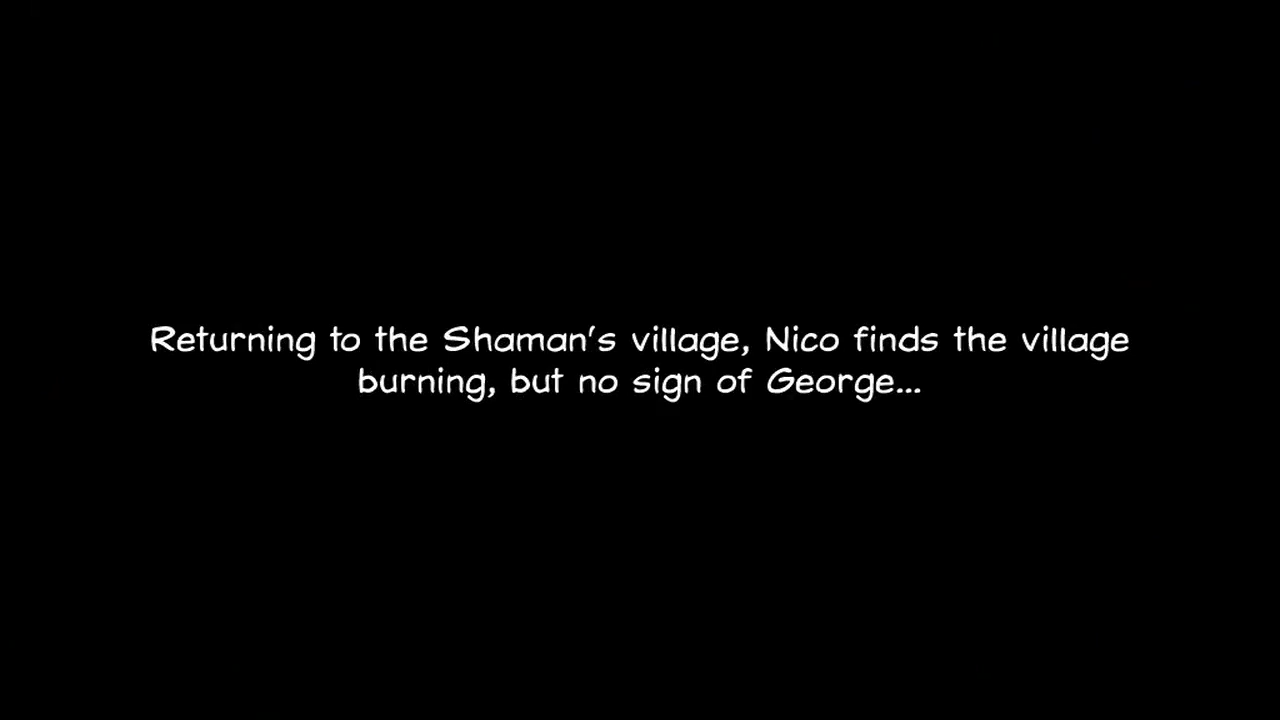 Returning to the Shaman's village, Nico finds the village
burning, but no sign of George...